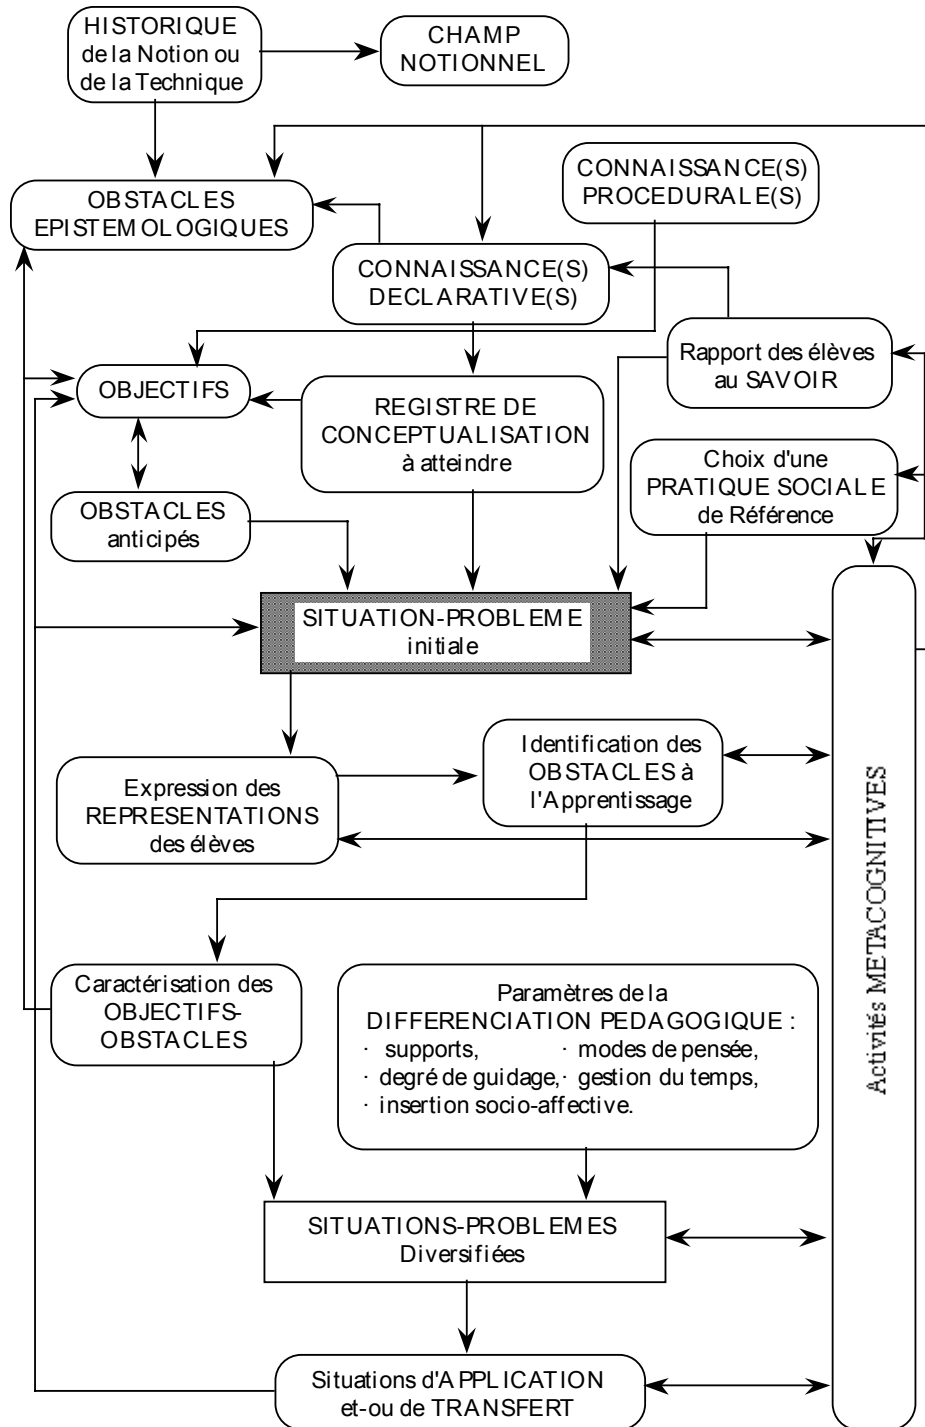 HISTORIQUE
de la Notion ou
de la Technique
CHAMP
NOTIONNEL
CONNAISSANCE(S)
PROCEDURALE(S)
OBSTACLES
EPISTEMOLOGIQUES
CONNAISSANCE(S)
DECLARATIVE(S)
Rapport des élèves
au SAVOIR
OBJECTIFS
REGISTRE DE
CONCEPTUALISATION
à atteindre
Choix d'une
PRATIQUE SOCIALE
de Référence
OBSTACLES
anticipés
SITUATION-PROBLEME
initiale
Identification des
OBSTACLES à
l'Apprentissage
Expression des
REPRESENTATIONS
des élèves
Activités METACOGNITIVES
Caractérisation des
OBJECTIFS-
OBSTACLES
Paramètres de la
DIFFERENCIATION PEDAGOGIQUE :
· supports, · modes de pensée,
· degré de guidage, · gestion du temps,
· insertion socio-affective.
SITUATIONS-PROBLEMES
Diversifiées
Situations d'APPLICATION
et-ou de TRANSFERT